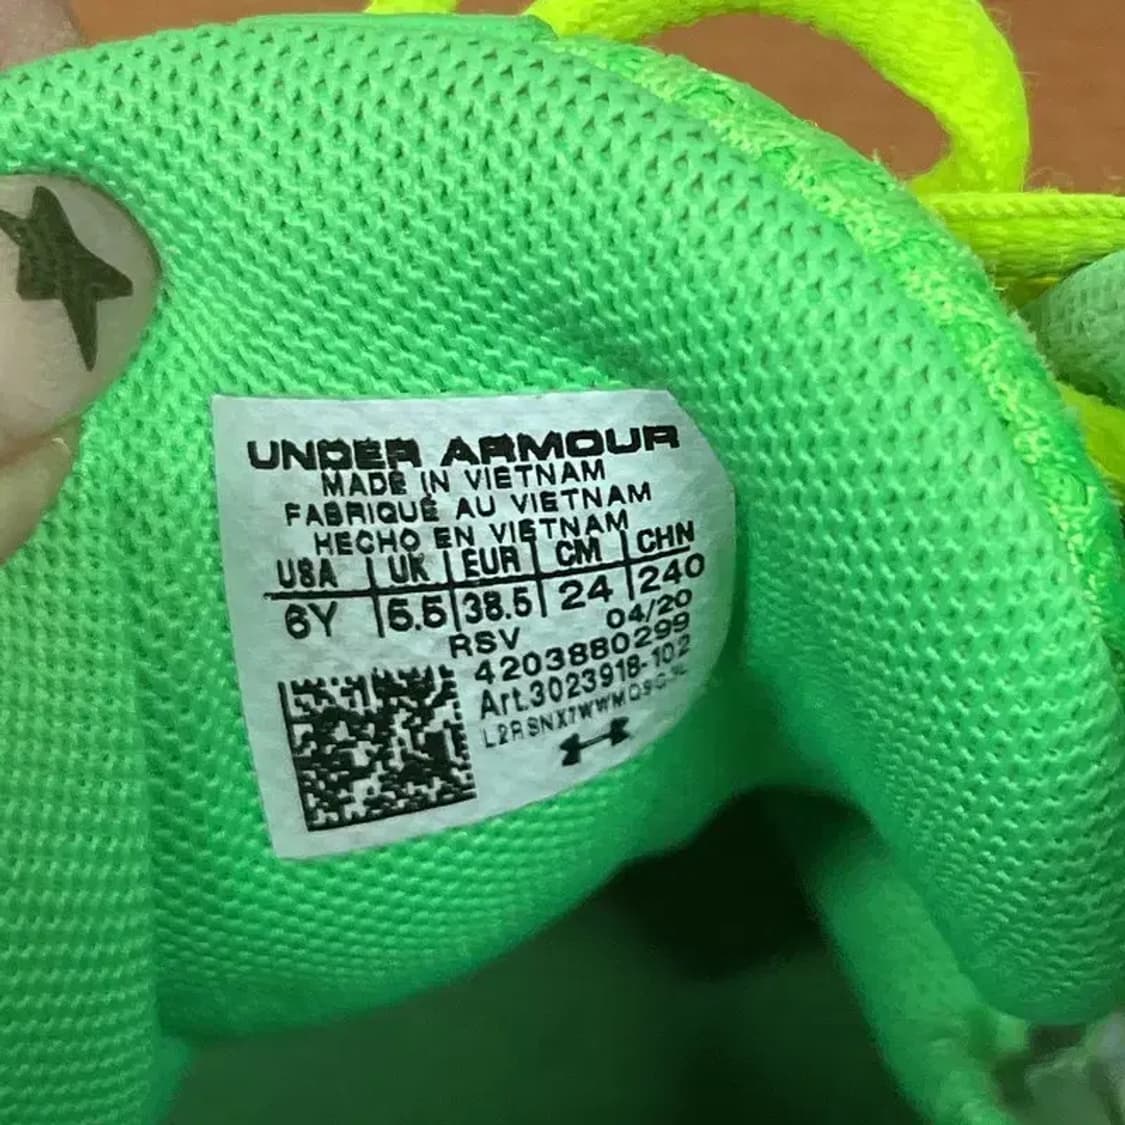 UNDER ARMOUR
MADE IN VIETNAM
FABRIQUÉ AU VIETNAM
HECHO EN VIETNAM
USA UK EUR CM CHN
6Y 5.5 38.5 24 240
04/20
RSV
4203880299
Art.3023918-102